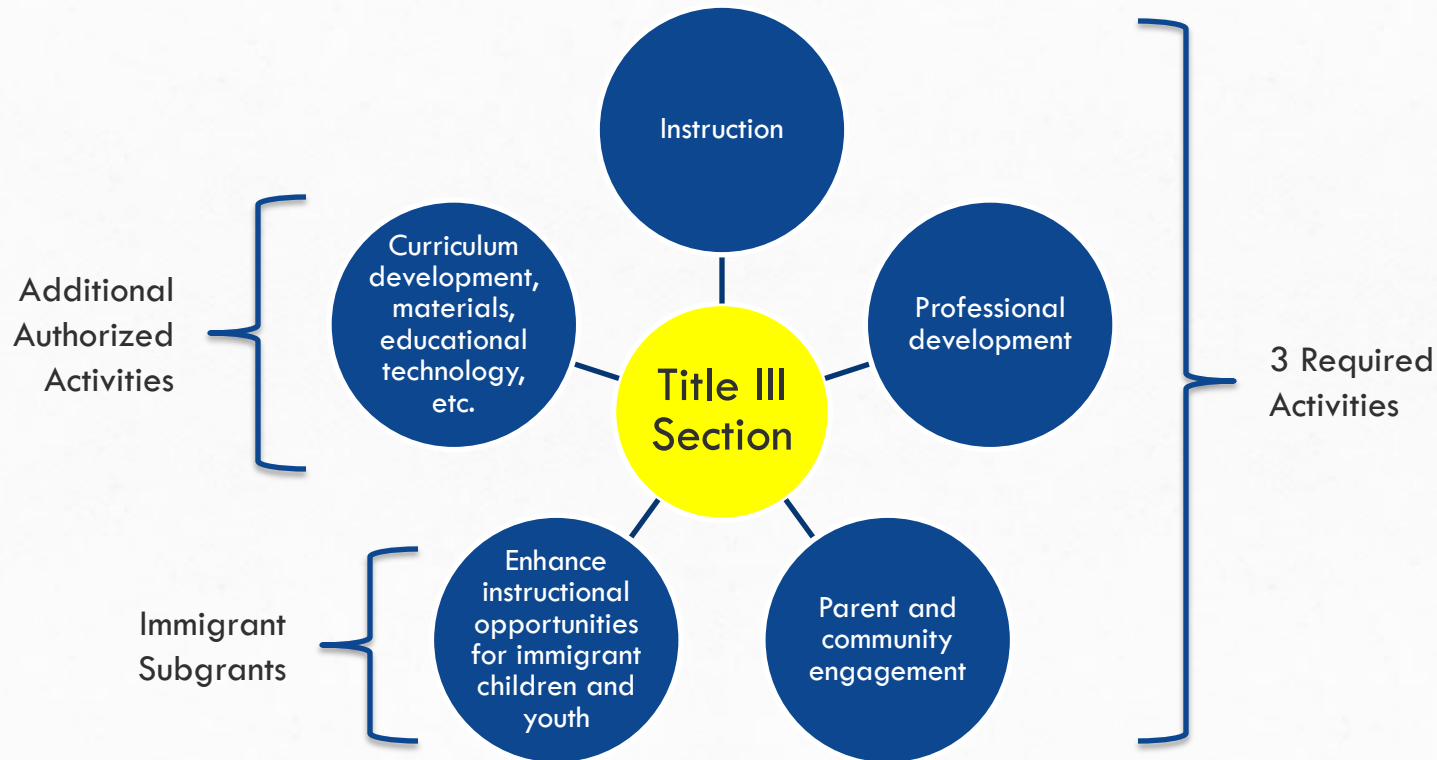 Instruction
Curriculum
development,
materials,
educational
technology,
etc.
Professional
development
Additional
Authorized
Activities
Title III
Section
3 Required
Activities
Enhance
instructional
opportunities
for immigrant
children and
youth
Parent and
community
engagement
Immigrant
Subgrants